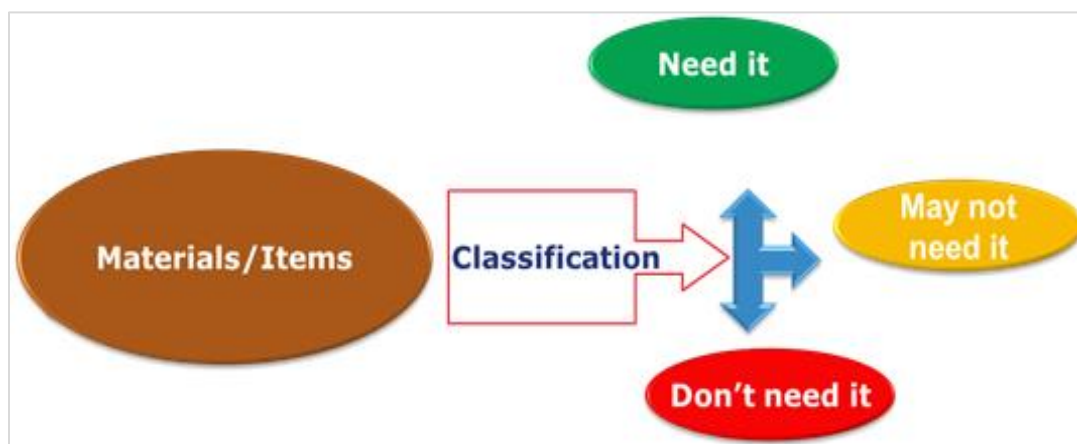 Need it
Materials/Items
Classification
May not
need it
Don't need it